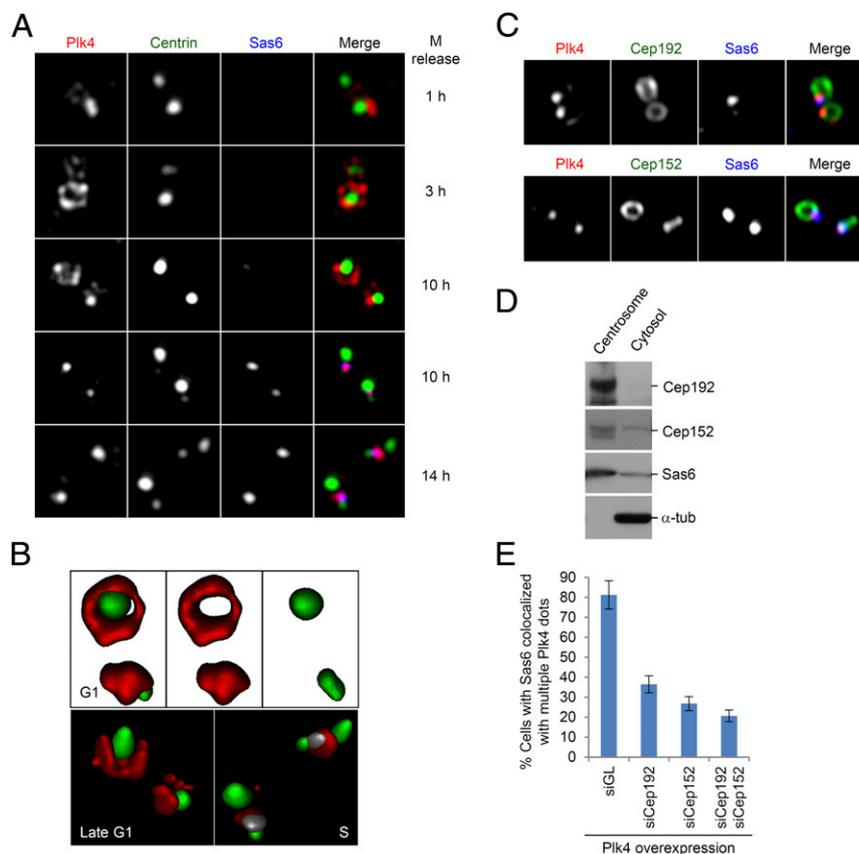 A
Plk4 Centrin Sas6 Merge M release
1 h
3 h
10 h
10 h
14 h
B
G1
Late G1
S
C
Plk4 Cep192 Sas6 Merge
Plk4 Cep152 Sas6 Merge
D
Centrosome Cytosol
Cep192
Cep152
Sas6
α-tub
E
% Cells with Sas6 colocalized
with multiple Plk4 dots
90
80
70
60
50
40
30
20
10
0
siGL
siCep192
siCep152
siCep192
siCep152
Plk4 overexpression